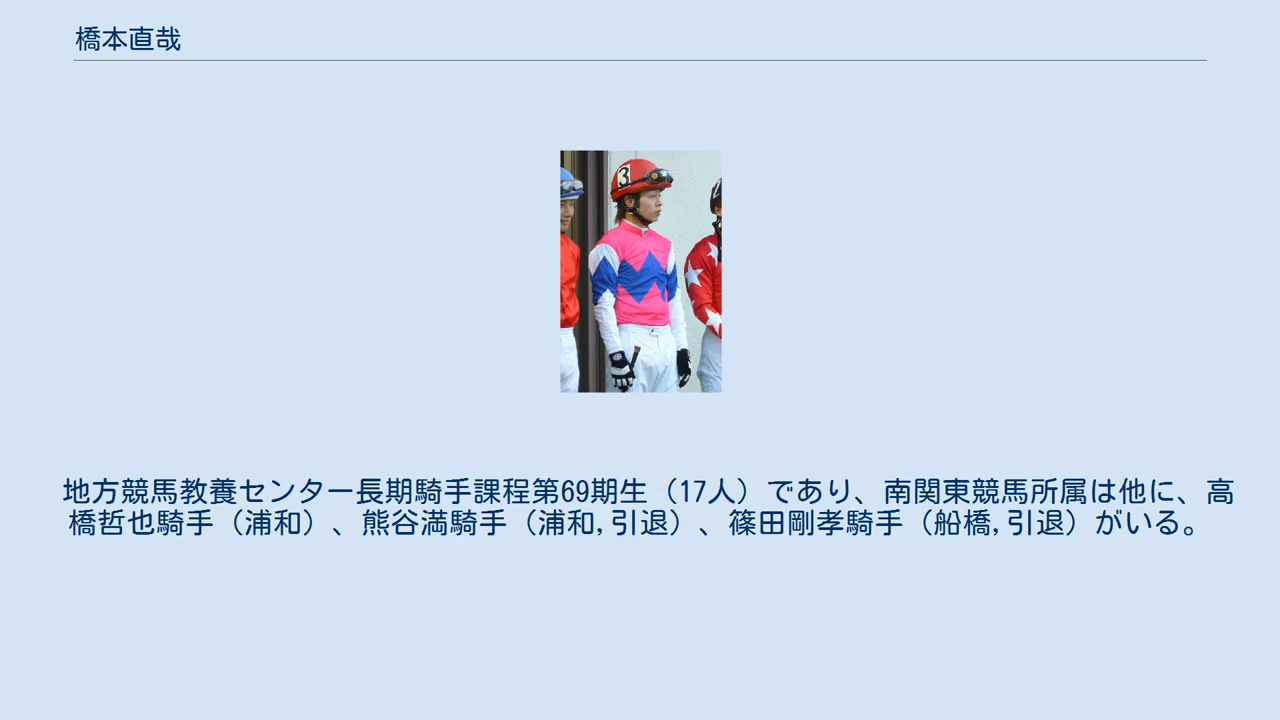 橋本直哉
3
地方競馬教養センター長期騎手課程第69期生（17人）であり、南関東競馬所属は他に、高
橋哲也騎手（浦和）、熊谷満騎手（浦和,引退）、篠田剛孝騎手（船橋,引退）がいる。